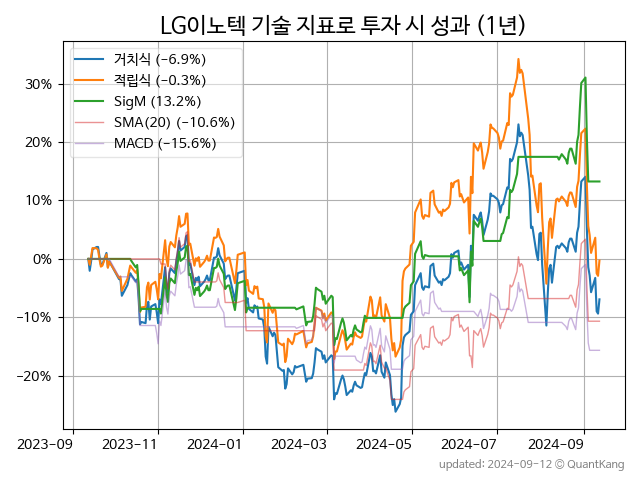 LG이노텍 기술 지표로 투자 시 성과 (1년)
거치식 (−6.9%)
적립식 (−0.3%)
SigM (13.2%)
SMA(20) (−10.6%)
MACD (−15.6%)
30%
20%
10%
0%
−10%
−20%
2023-09
2023-11
2024-01
2024-03
2024-05
2024-07
2024-09
updated: 2024-09-12 © QuantKang